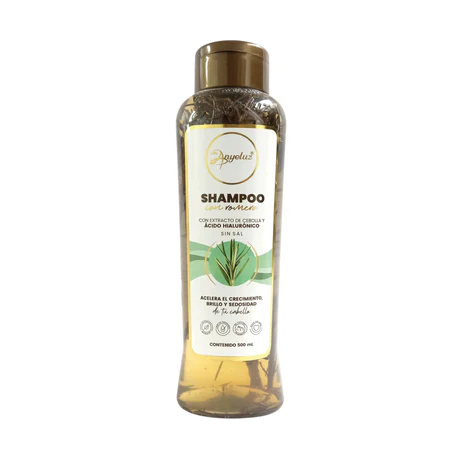 Anyeluz
SHAMPOO
con romero
CON EXTRACTO DE CEBOLLA Y
ÁCIDO HIALURÓNICO
SIN SAL
ACELERA EL CRECIMIENTO,
BRILLO Y SEDOSIDAD
de tu cabello
CONTENIDO 500 ml